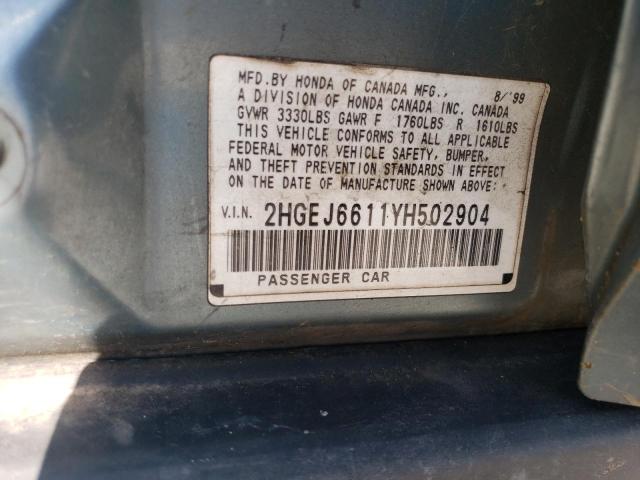 MFD. BY HONDA OF CANADA MFG., 8/'99
A DIVISION OF HONDA CANADA INC. CANADA
GVWR 3330LBS GAWR F 1760LBS R 1610LBS
THIS VEHICLE CONFORMS TO ALL APPLICABLE
FEDERAL MOTOR VEHICLE SAFETY, BUMPER,
AND THEFT PREVENTION STANDARDS IN EFFECT
ON THE DATE OF MANUFACTURE SHOWN ABOVE:
V.I.N. 2HGEJ6611YH502904
PASSENGER CAR